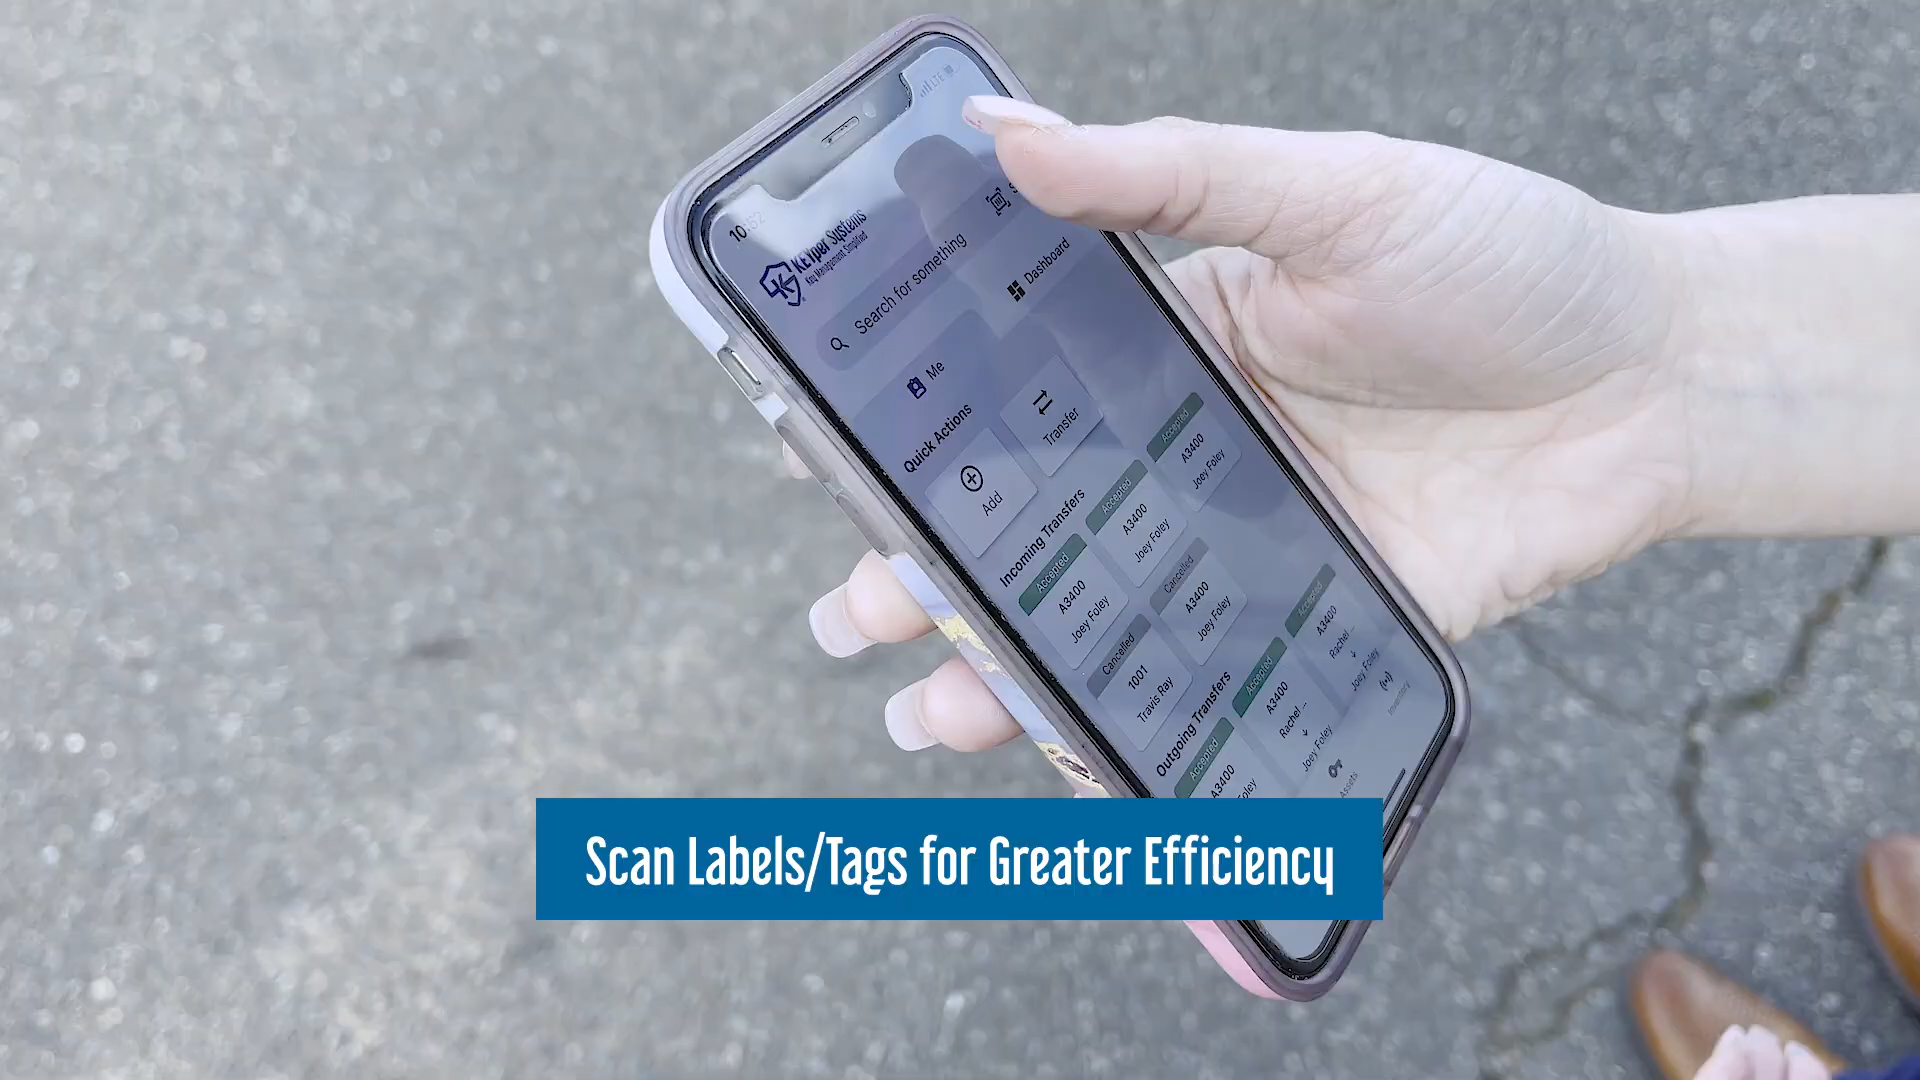 LTE
10:52
KEYper Systems
Key Management Simplified
Search for something
Me
Dashboard
Quick Actions
Add
Transfer
Incoming Transfers
Accepted
A3400
Joey Foley
Accepted
A3400
Joey Foley
Accepted
A3400
Joey Foley
Cancelled
1001
Travis Ray
Cancelled
A3400
Joey Foley
Outgoing Transfers
Accepted
A3400
Accepted
A3400
Rachel ...
Joey Foley
Accepted
A3400
Rachel ...
Joey Foley
Assets
Inventory
Scan Labels/Tags for Greater Efficiency